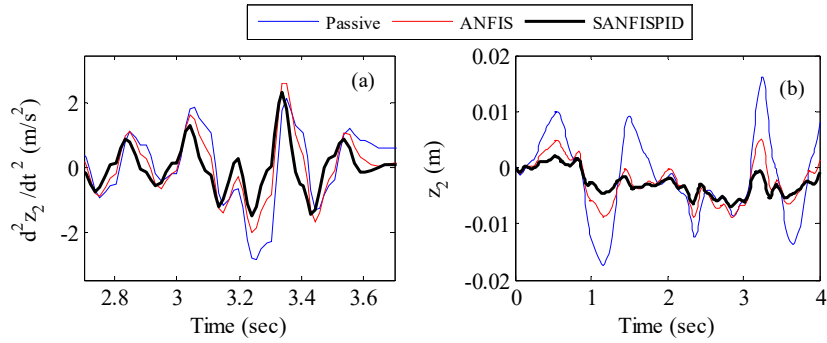 Passive ANFIS SANFISPID
(a)
d²z₂/dt² (m/s²)
2
0
-2
2.8 3 3.2 3.4 3.6
Time (sec)
(b)
z₂ (m)
0.02
0.01
0
-0.01
-0.02
0 1 2 3 4
Time (sec)